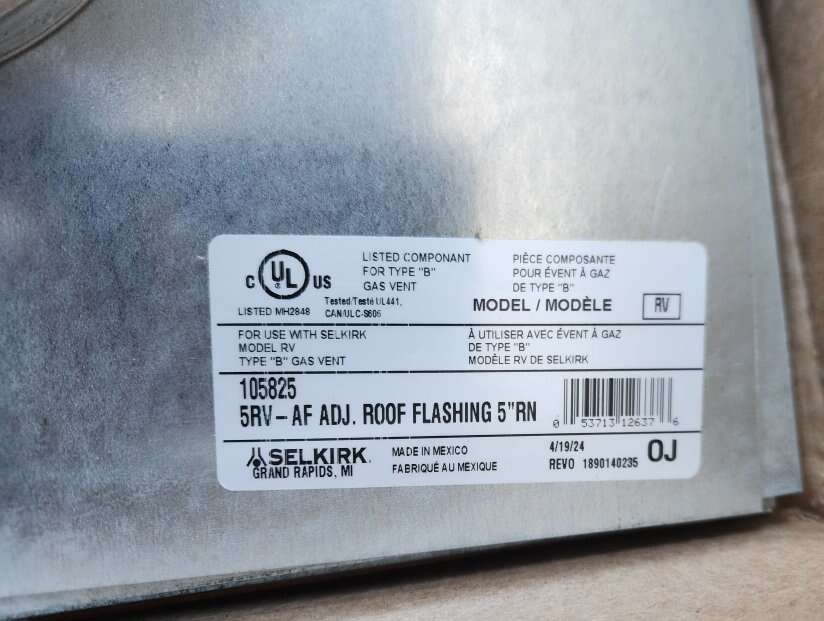 C UL US
®
LISTED MH2848
LISTED COMPONANT
FOR TYPE "B"
GAS VENT
Tested/Testé UL441,
CAN/ULC-S605
PIÈCE COMPOSANTE
POUR ÉVENT À GAZ
DE TYPE "B"
MODEL / MODÈLE RV
FOR USE WITH SELKIRK
MODEL RV
TYPE "B" GAS VENT
À UTILISER AVEC ÉVENT À GAZ
DE TYPE "B"
MODÈLE RV DE SELKIRK
105825
5RV-AF ADJ. ROOF FLASHING 5"RN
0 53713 12637 6
SELKIRK.
GRAND RAPIDS, MI
MADE IN MEXICO
FABRIQUÉ AU MEXIQUE
4/19/24
REV0 1890140235
OJ